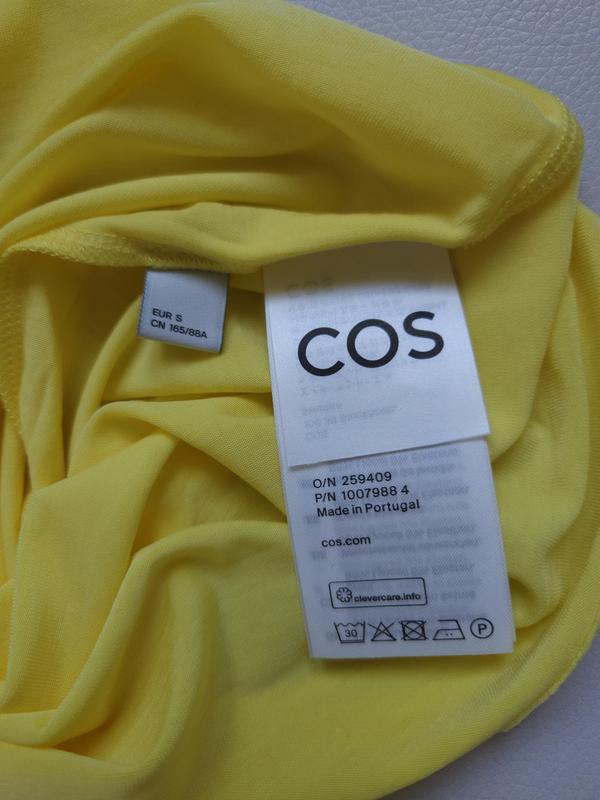 EUR S
CN 165/88A
COS
O/N 259409
P/N 1007988 4
Made in Portugal
cos.com
clevercare.info
30
P